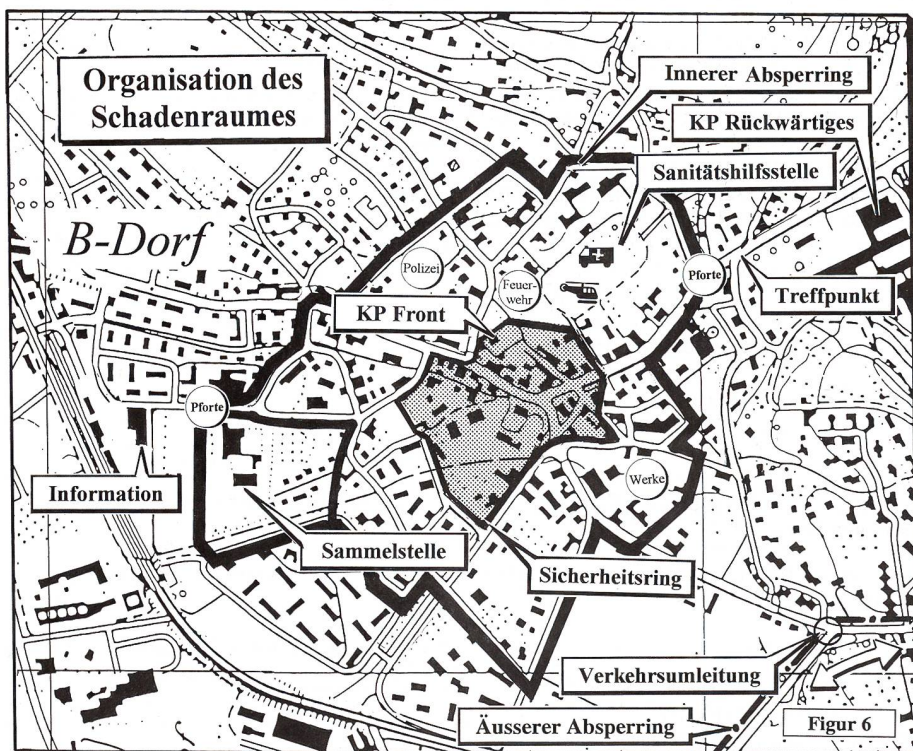 Organisation des
Schadenraumes
Innerer Absperring
KP Rückwärtiges
Sanitätshilfsstelle
B-Dorf
Polizei
Feuer-
wehr
Pforte
Treffpunkt
KP Front
Pforte
Information
Werke
Sammelstelle
Sicherheitsring
Verkehrsumleitung
Äusserer Absperring
Figur 6